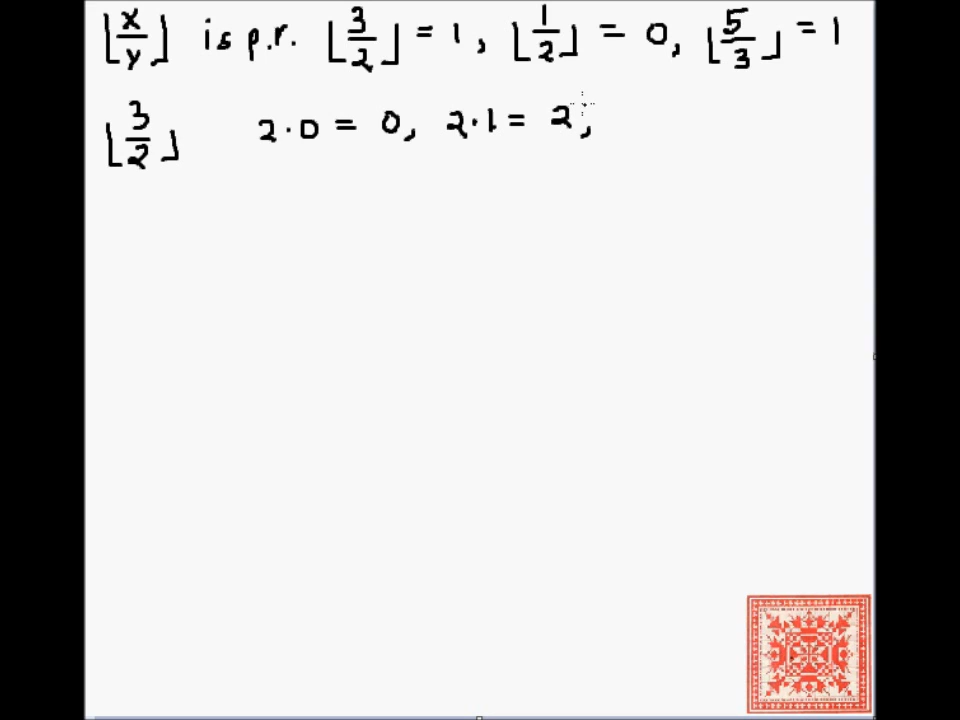 ⌊x/y⌋ is p.r. ⌊3/2⌋ = 1, ⌊1/2⌋ = 0, ⌊5/3⌋ = 1
⌊3/2⌋ 2·0 = 0, 2·1 = 2,